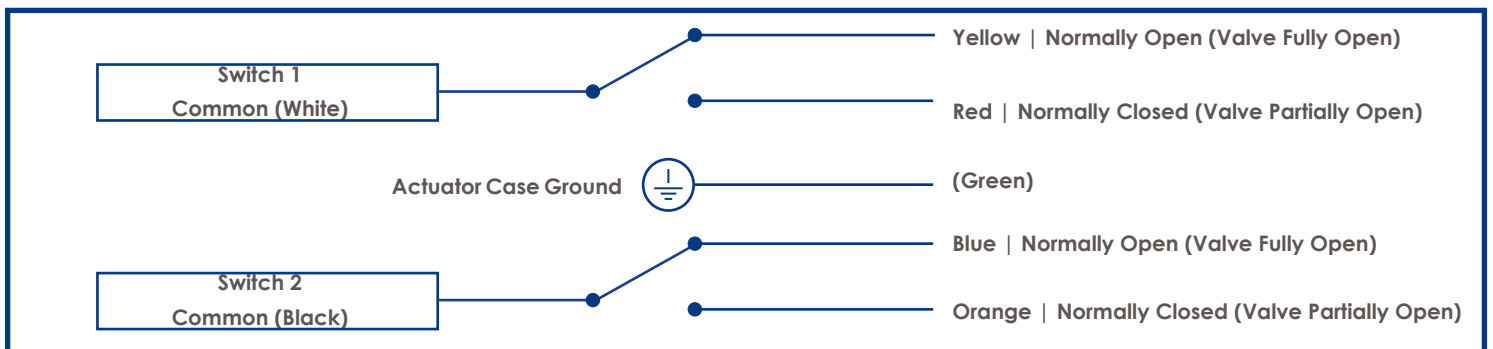 Yellow | Normally Open (Valve Fully Open)
Switch 1
Common (White)
Red | Normally Closed (Valve Partially Open)
Actuator Case Ground
(Green)
Blue | Normally Open (Valve Fully Open)
Switch 2
Common (Black)
Orange | Normally Closed (Valve Partially Open)